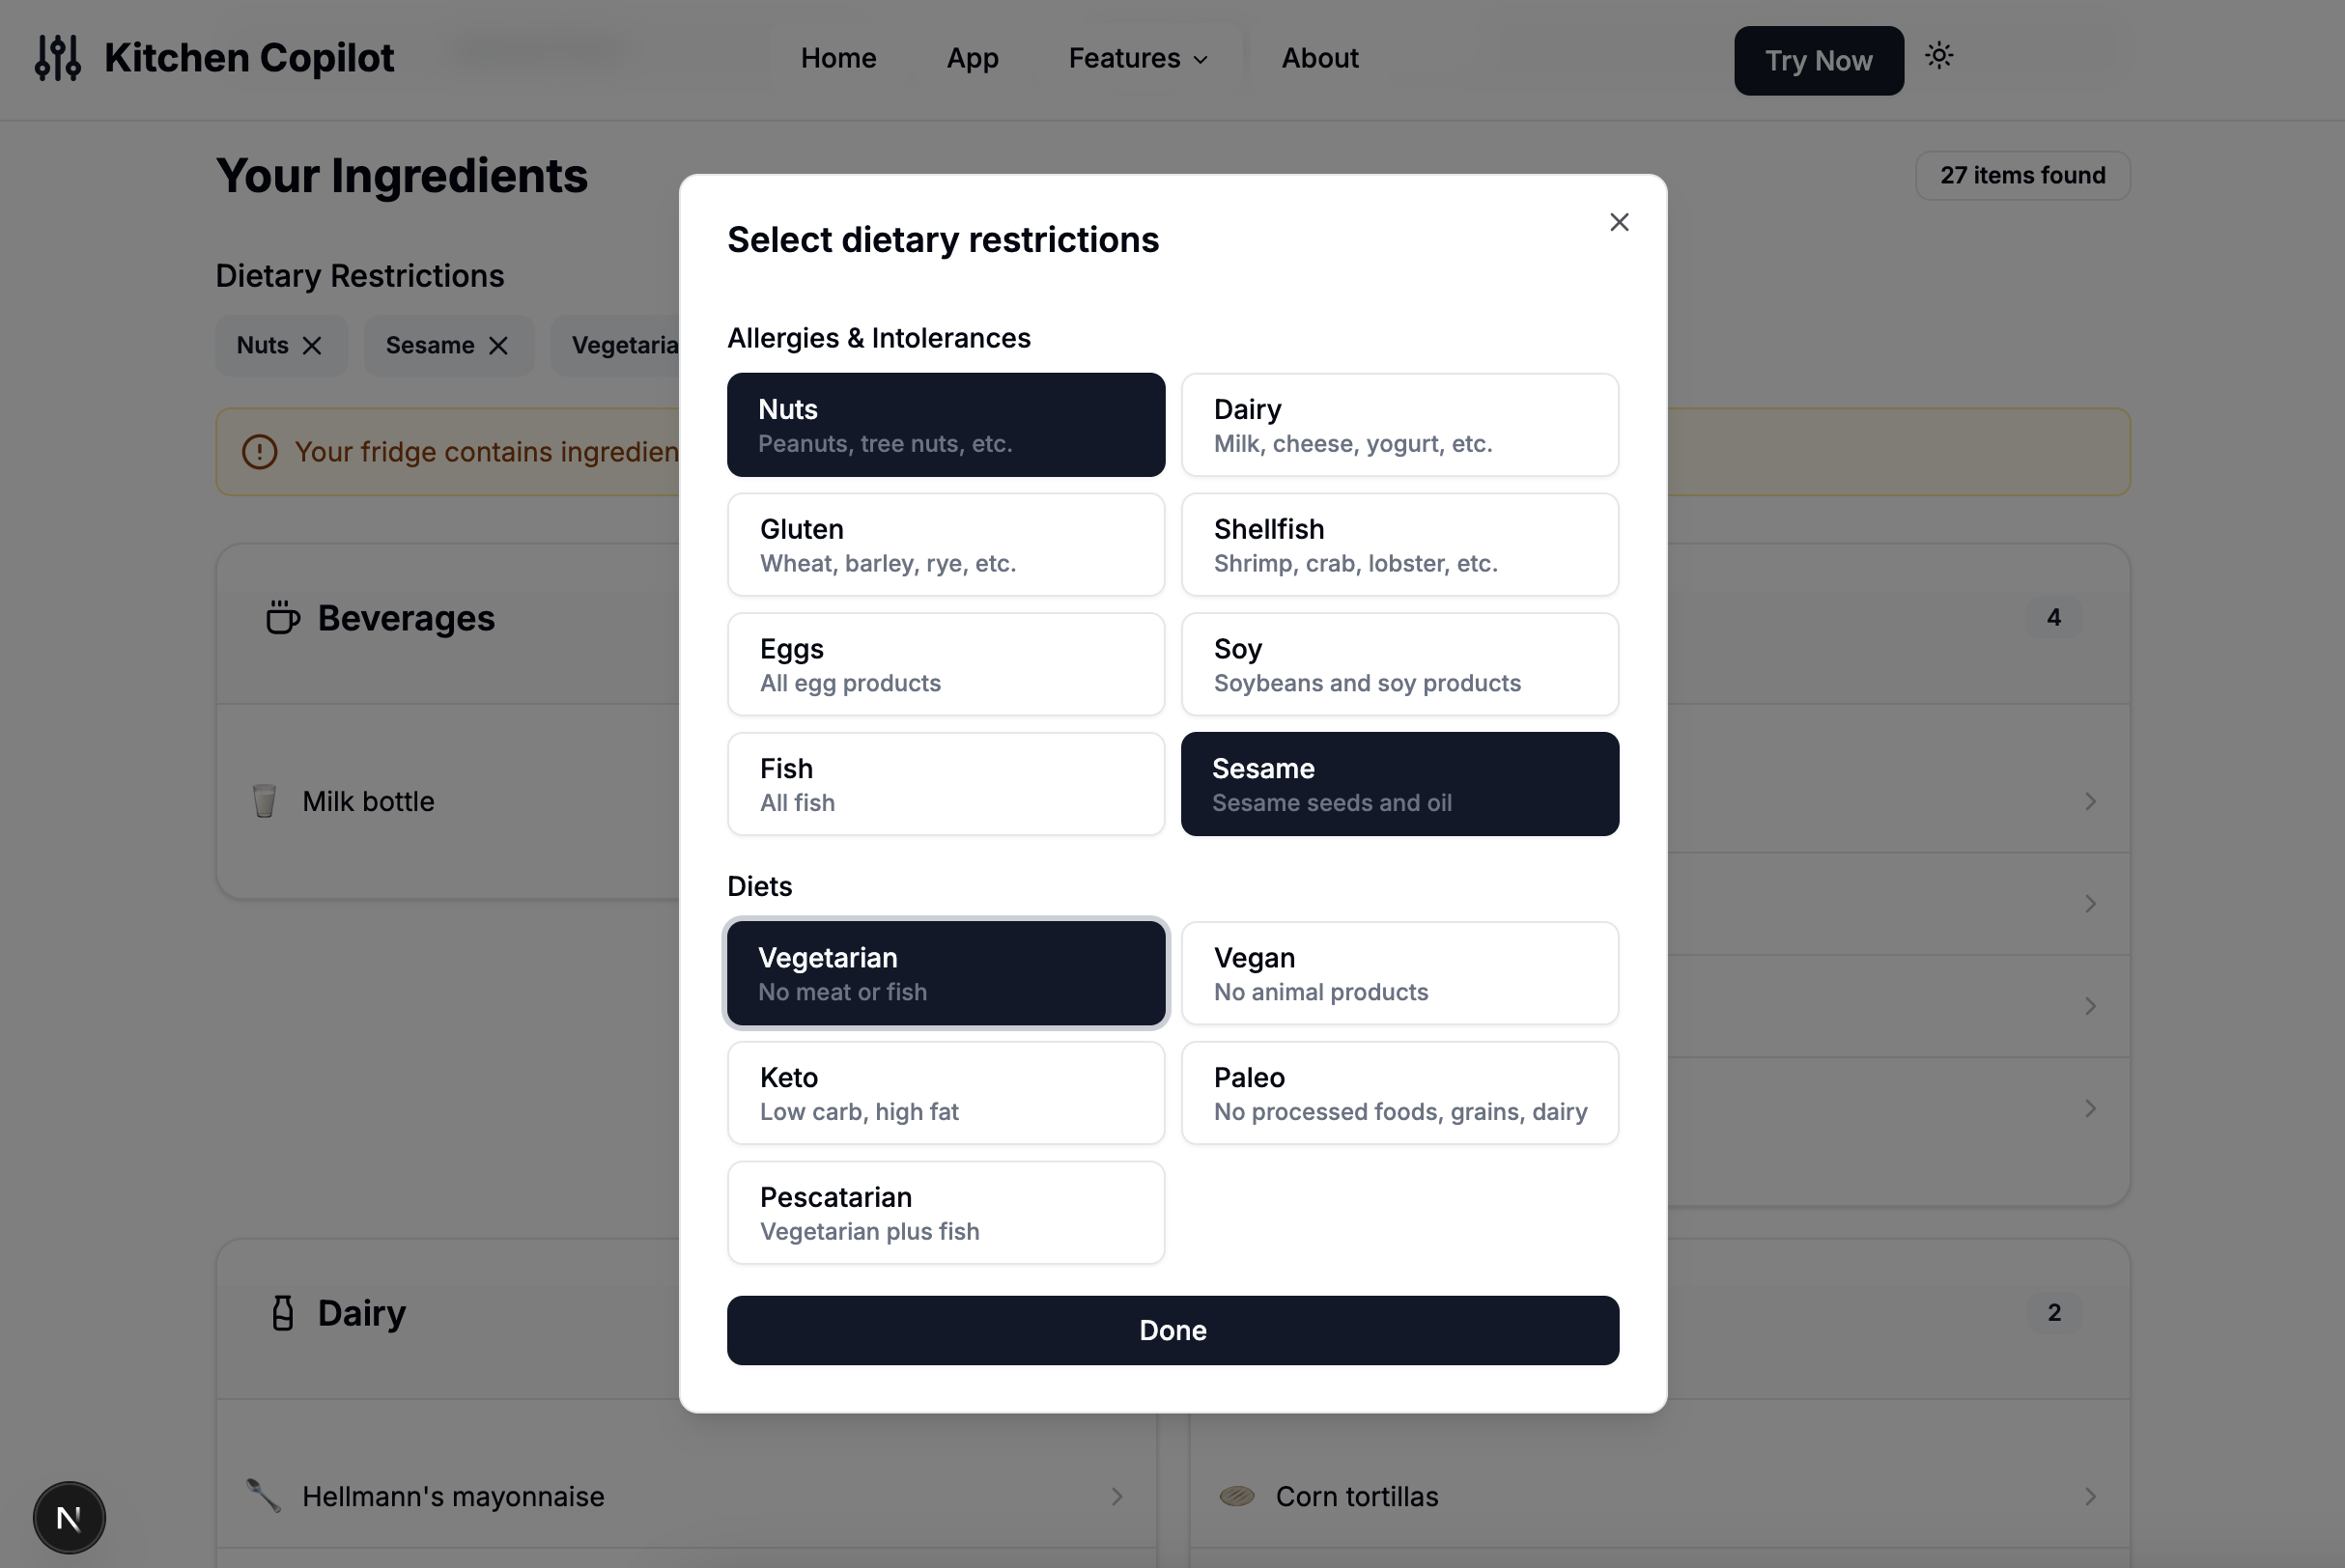 Kitchen Copilot
Home
App
Features
About
Try Now
Your Ingredients
27 items found
Dietary Restrictions
Nuts
Sesame
Vegetaria
Your fridge contains ingredien
Beverages
4
Milk bottle
Dairy
2
Hellmann's mayonnaise
Corn tortillas
N
Select dietary restrictions
Allergies & Intolerances
Nuts
Peanuts, tree nuts, etc.
Dairy
Milk, cheese, yogurt, etc.
Gluten
Wheat, barley, rye, etc.
Shellfish
Shrimp, crab, lobster, etc.
Eggs
All egg products
Soy
Soybeans and soy products
Fish
All fish
Sesame
Sesame seeds and oil
Diets
Vegetarian
No meat or fish
Vegan
No animal products
Keto
Low carb, high fat
Paleo
No processed foods, grains, dairy
Pescatarian
Vegetarian plus fish
Done